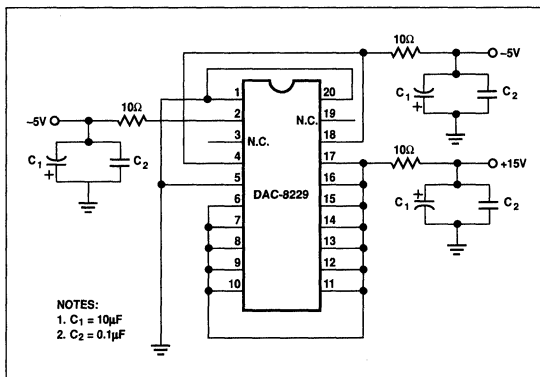 10Ω
–5V
C1
+
C2
–5V
10Ω
C1
+
C2
1
2
3
N.C.
4
5
6
7
8
9
10
DAC-8229
20
19
N.C.
18
17
16
15
14
13
12
11
10Ω
+15V
+
C1
C2
NOTES:
1. C1 = 10µF
2. C2 = 0.1µF